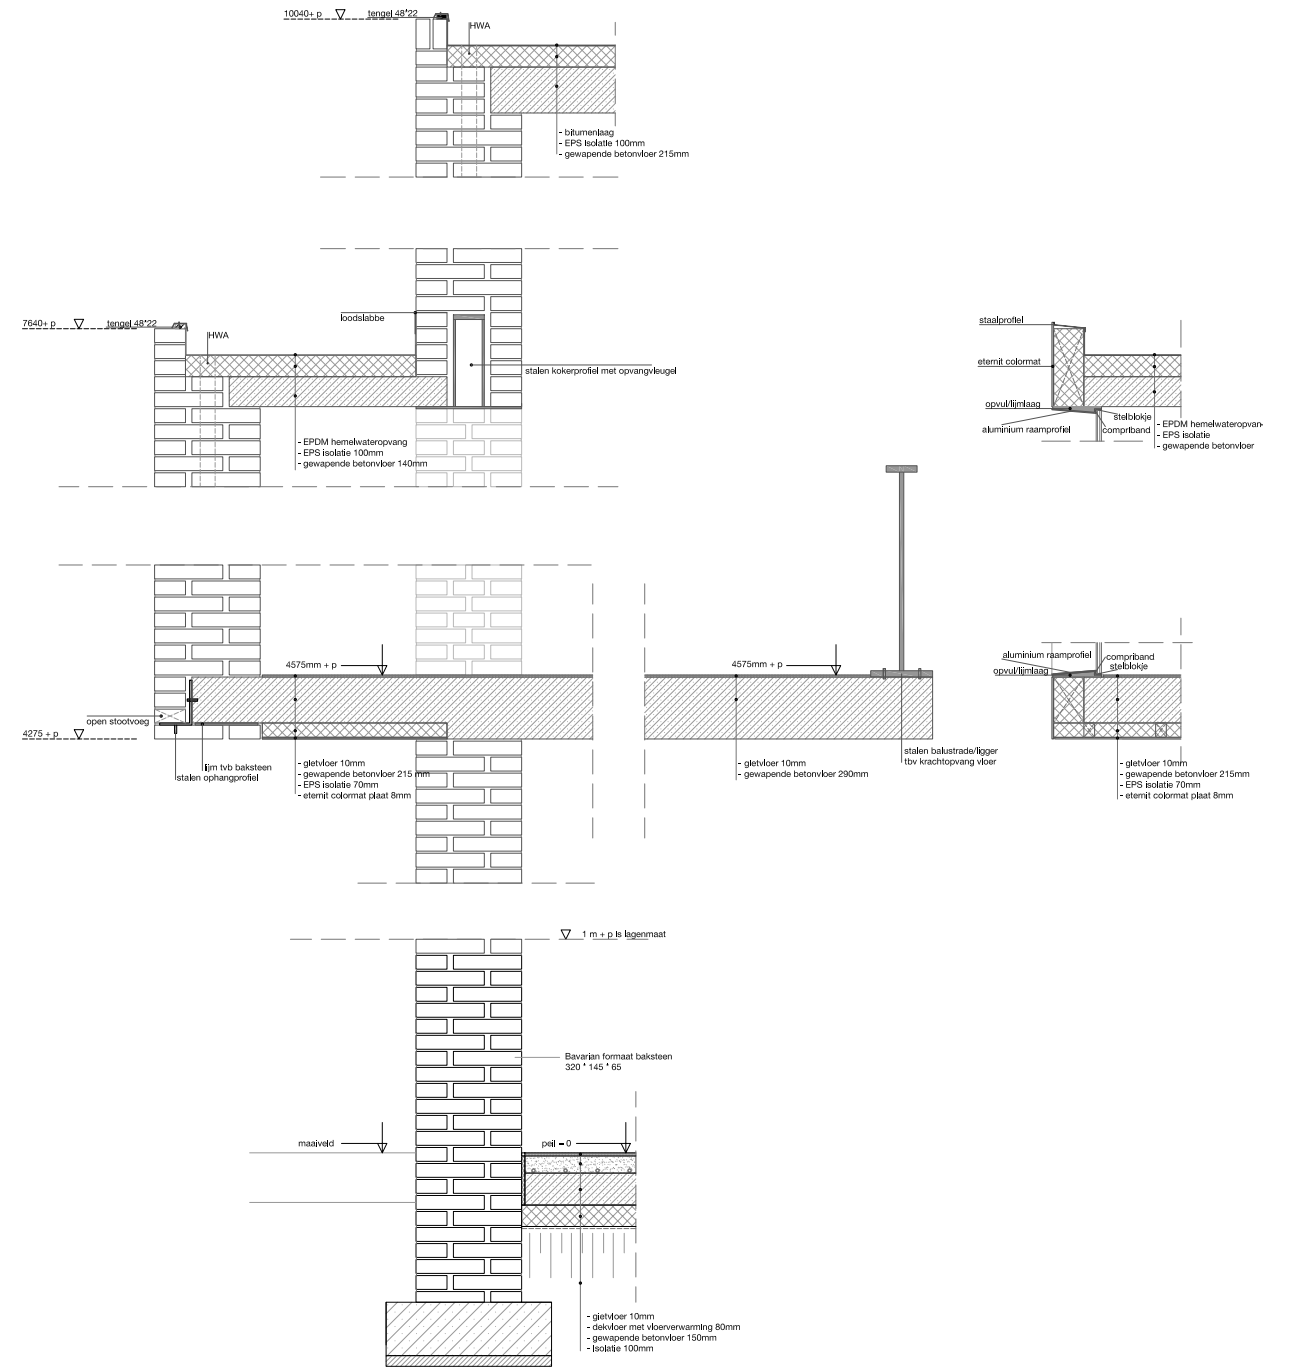 10040+ p
tengel 48*22
HWA
- bitumenlaag
- EPS isolatie 100mm
- gewapende betonvloer 215mm
7640+ p
tengel 48*22
HWA
loodslabbe
stalen kokerprofiel met opvangvleugel
- EPDM hemelwateropvang
- EPS isolatie 100mm
- gewapende betonvloer 140mm
staalprofiel
eternit colormat
opvul/lijmlaag
aluminium raamprofiel
stelblokje
compriband
- EPDM hemelwateropvan
- EPS isolatie
- gewapende betonvloer
4575mm + p
4575mm + p
open stootvoeg
4275 + p
lijm tvb baksteen
stalen ophangprofiel
- gietvloer 10mm
- gewapende betonvloer 215 mm
- EPS isolatie 70mm
- eternit colormat plaat 8mm
- gietvloer 10mm
- gewapende betonvloer 290mm
stalen balustrade/ligger
tbv krachtopvang vloer
aluminium raamprofiel
opvul/lijmlaag
compriband
stelblokje
- gietvloer 10mm
- gewapende betonvloer 215mm
- EPS isolatie 70mm
- eternit colormat plaat 8mm
1 m + p is lagenmaat
Bavarian formaat baksteen
320 * 145 * 65
maaiveld
peil = 0
- gietvloer 10mm
- dekvloer met vloerverwarming 80mm
- gewapende betonvloer 150mm
- isolatie 100mm